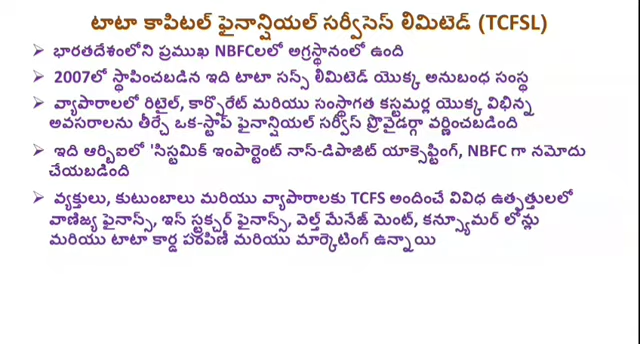 టాటా కాపిటల్ ఫైనాన్షియల్ సర్వీసెస్ లిమిటెడ్ (TCFSL)
➢ భారతదేశంలోని ప్రముఖ NBFCలలో అగ్రస్థానంలో ఉంది
➢ 2007లో స్థాపించబడిన ఇది టాటా సన్స్ లిమిటెడ్ యొక్క అనుబంధ సంస్థ
➢ వ్యాపారాలలో రిటైల్, కార్పొరేట్ మరియు సంస్థాగత కస్టమర్ల యొక్క విభిన్న
అవసరాలను తీర్చే ఒక-స్టాప్ ఫైనాన్షియల్ సర్వీస్ ప్రొవైడర్గా వర్ణించబడింది
➢ ఇది ఆర్బిఐలో 'సిస్టమిక్ ఇంపార్టెంట్ నాన్-డిపాజిట్ యాక్సెప్టింగ్, NBFC గా నమోదు
చేయబడింది
➢ వ్యక్తులు, కుటుంబాలు మరియు వ్యాపారాలకు TCFS అందించే వివిధ ఉత్పత్తులలో
వాణిజ్య ఫైనాన్స్, ఇన్ స్ట్రక్చర్ ఫైనాన్స్, వెల్త్ మేనేజ్ మెంట్, కన్స్యూమర్ లోన్లు
మరియు టాటా కార్డ పంపిణీ మరియు మార్కెటింగ్ ఉన్నాయి